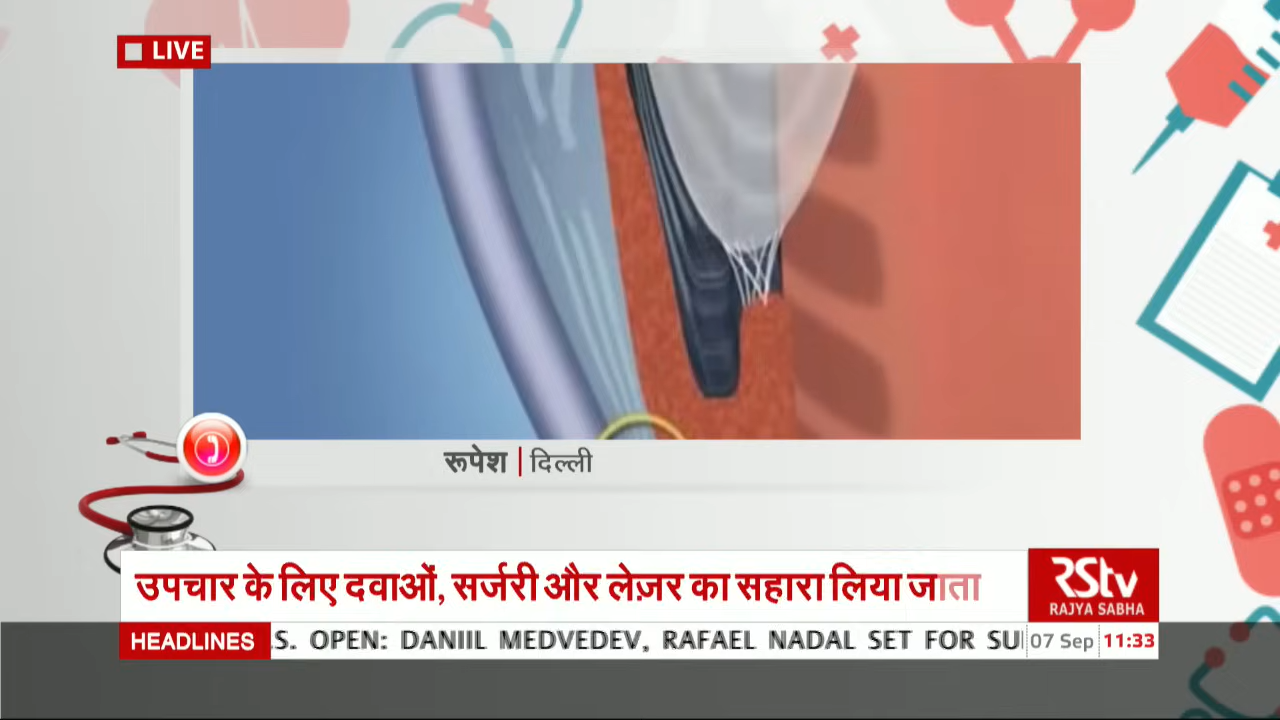 LIVE
रूपेश | दिल्ली
उपचार के लिए दवाओं, सर्जरी और लेज़र का सहारा लिया जाता
RSTV
RAJYA SABHA
HEADLINES .S. OPEN: DANIIL MEDVEDEV, RAFAEL NADAL SET FOR SU 07 Sep 11:33